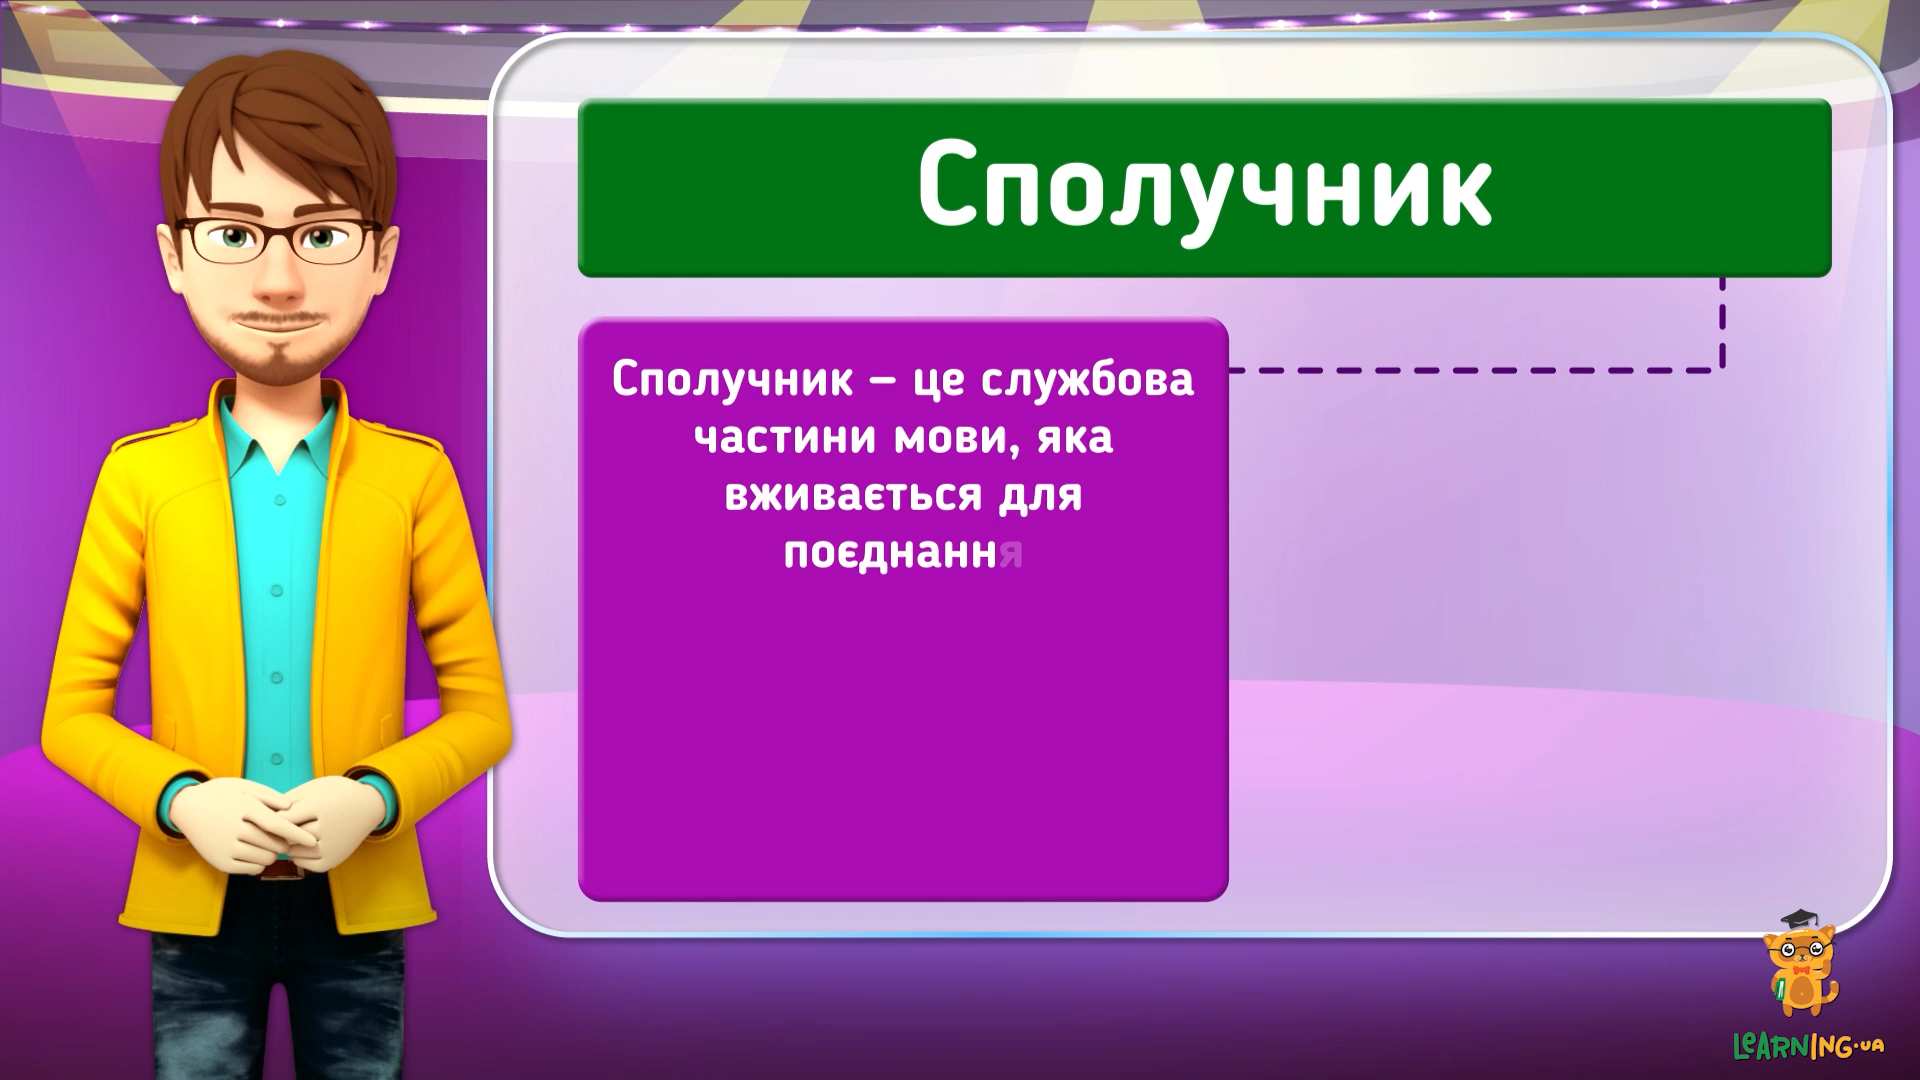 Сполучник
Сполучник – це службова
частини мови, яка
вживається для
поєднання
LeARNING.UA